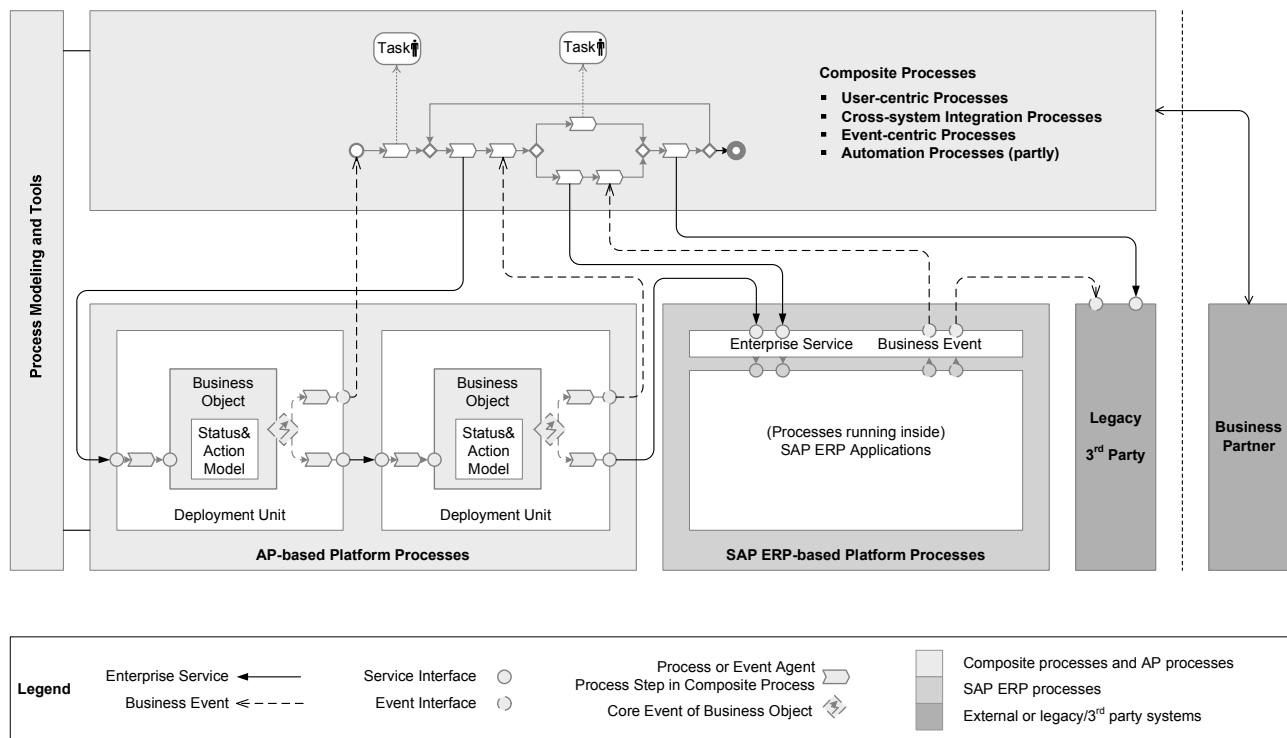 Process Modeling and Tools
Task
Task
Composite Processes
▪ User-centric Processes
▪ Cross-system Integration Processes
▪ Event-centric Processes
▪ Automation Processes (partly)
Business
Object
Status&
Action
Model
Deployment Unit
Business
Object
Status&
Action
Model
Deployment Unit
AP-based Platform Processes
Enterprise Service
Business Event
(Processes running inside)
SAP ERP Applications
SAP ERP-based Platform Processes
Legacy
3rd Party
Business
Partner
Legend
Enterprise Service
Business Event
Service Interface
Event Interface
Process or Event Agent
Process Step in Composite Process
Core Event of Business Object
Composite processes and AP processes
SAP ERP processes
External or legacy/3rd party systems